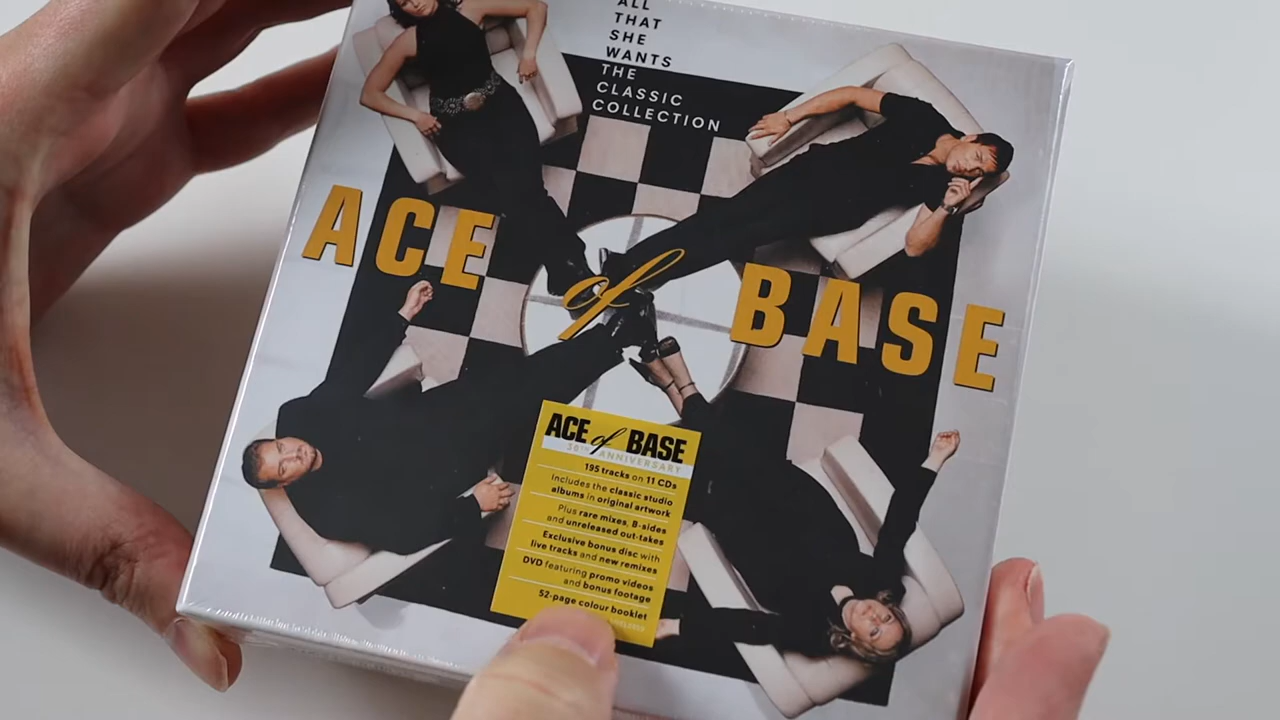 ALL
THAT
SHE
WANTS
THE
CLASSIC
COLLECTION
ACE of BASE
ACE of BASE
30TH ANNIVERSARY
195 tracks on 11 CDs
Includes the classic studio
albums in original artwork
Plus rare mixes, B-sides
and unreleased out-takes
Exclusive bonus disc with
live tracks and new remixes
DVD featuring promo videos
and bonus footage
52-page colour booklet